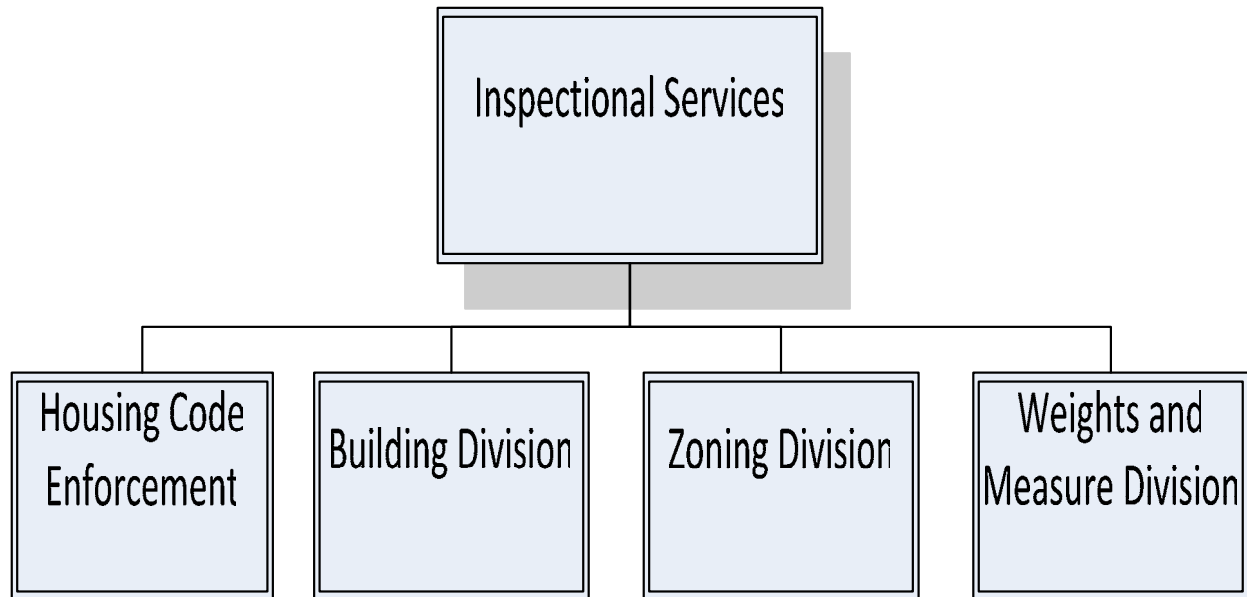 Inspectional Services
Housing Code
Enforcement
Building Division
Zoning Division
Weights and
Measure Division